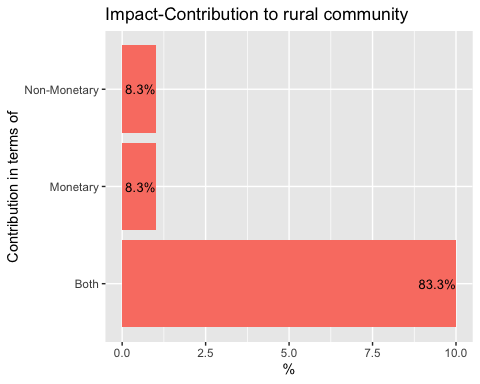 Impact-Contribution to rural community
Contribution in terms of
Non-Monetary
8.3%
Monetary
8.3%
Both
83.3%
0.0 2.5 5.0 7.5 10.0
%